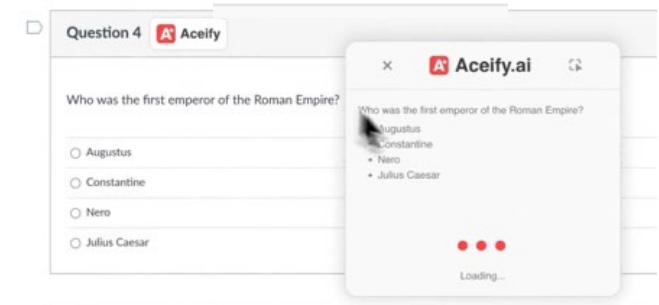 Question 4 A+ Aceify
Who was the first emperor of the Roman Empire?
Augustus
Constantine
Nero
Julius Caesar
A+ Aceify.ai
Who was the first emperor of the Roman Empire?
Augustus
Constantine
Nero
Julius Caesar
Loading...